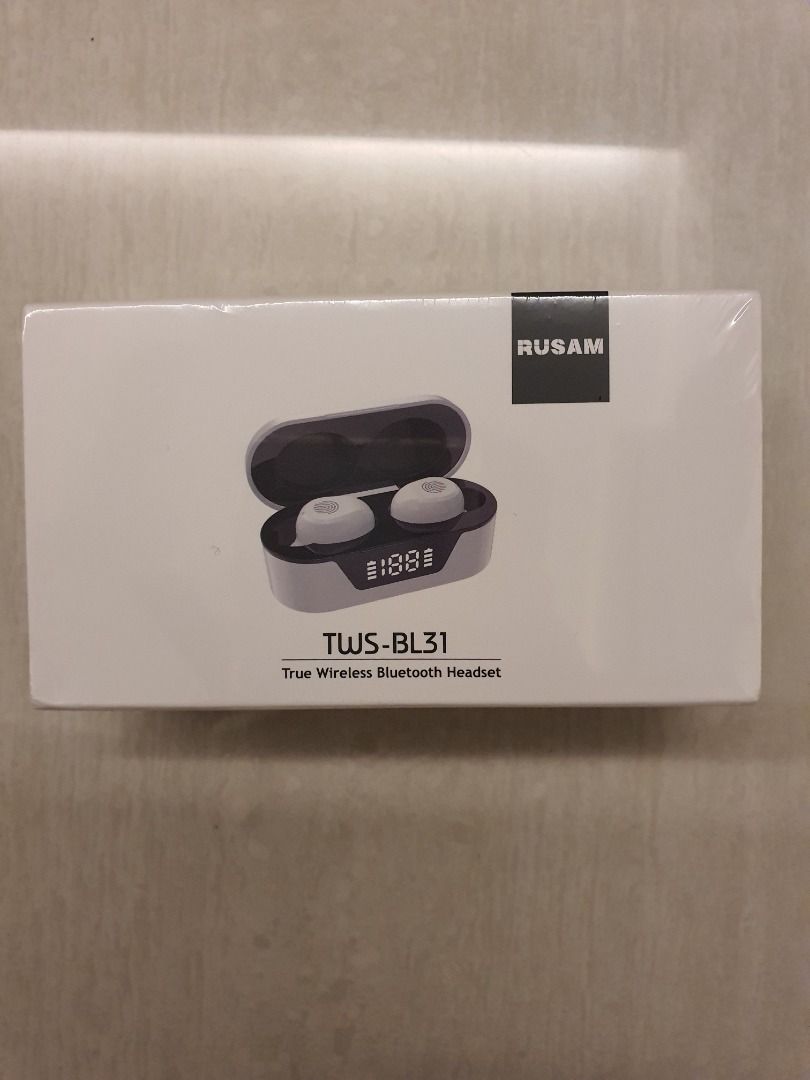 RUSAM
188
TWS-BL31
True Wireless Bluetooth Headset